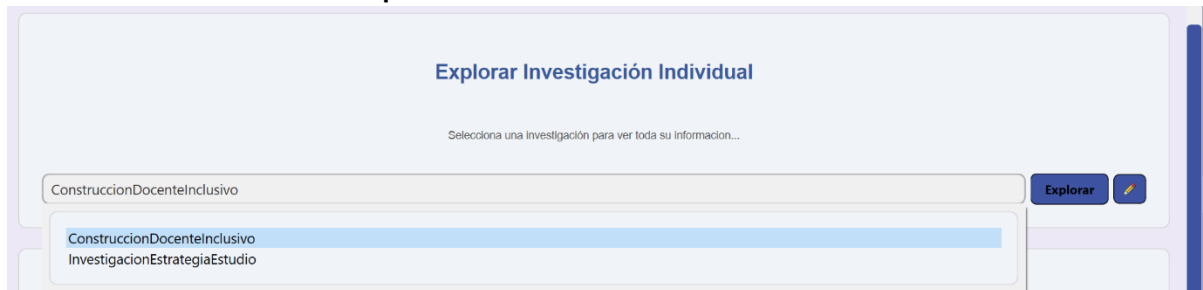 Explorar Investigación Individual
Selecciona una investigación para ver toda su informacion...
ConstruccionDocenteInclusivo
Explorar
ConstruccionDocenteInclusivo
InvestigacionEstrategiaEstudio